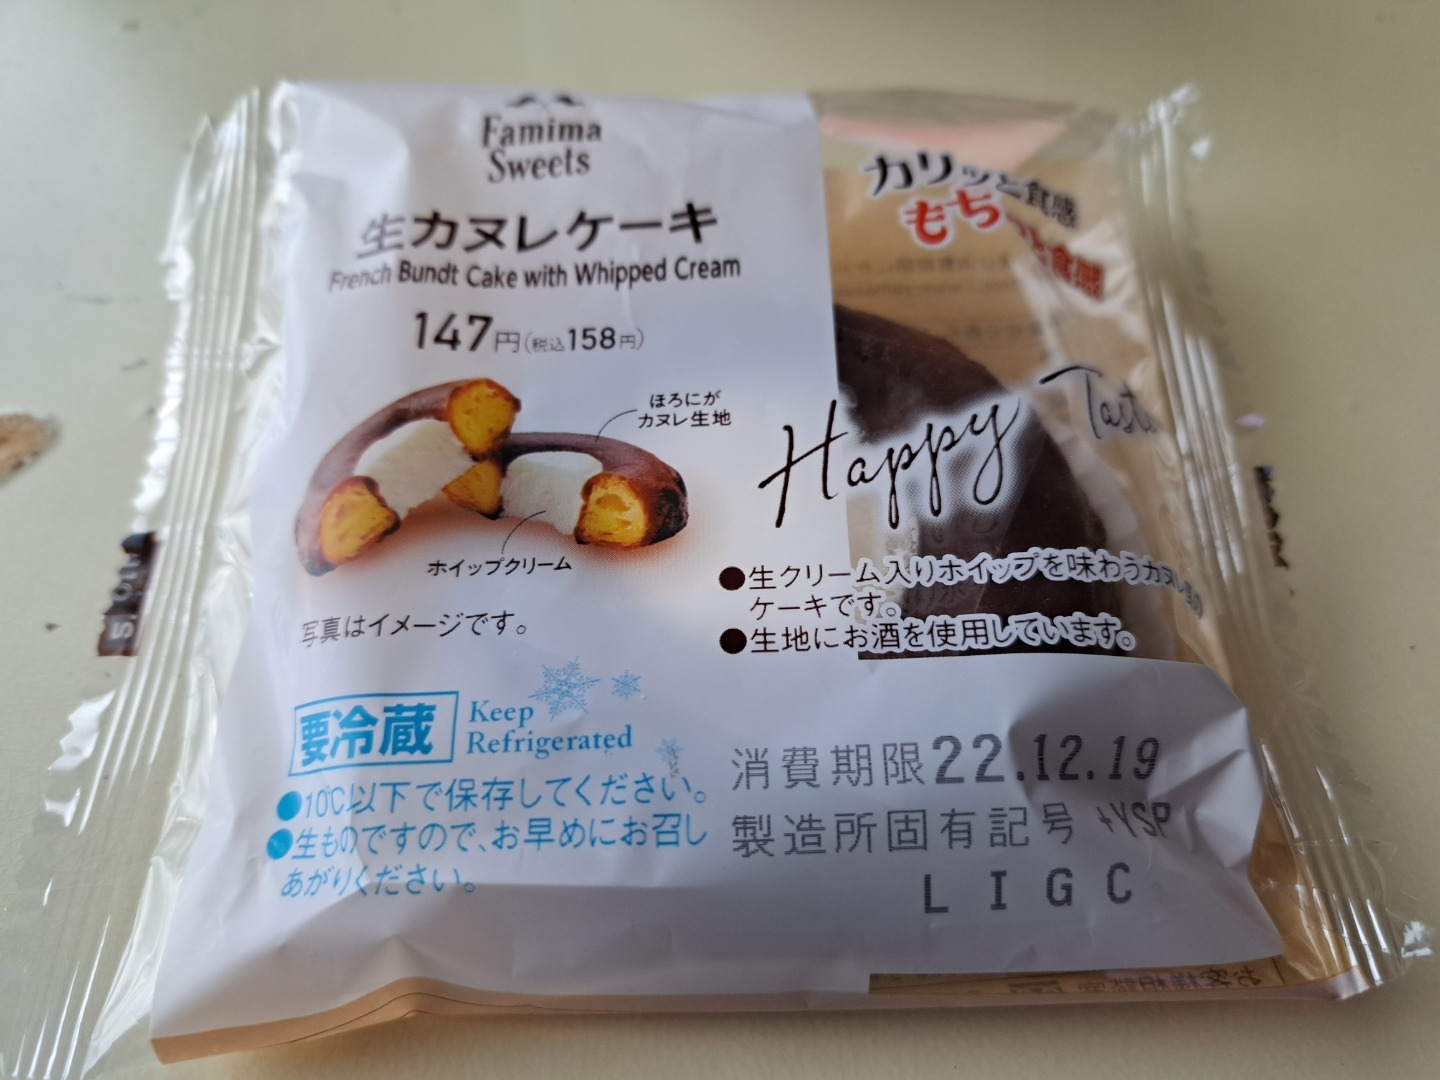 Famima
Sweets
生カヌレケーキ
French Bundt Cake with Whipped Cream
147円(税込158円)
ほろにが
カヌレ生地
ホイップクリーム
写真はイメージです。
カリッと食感
もちっと食感
Happy Taste
●生クリーム入りホイップを味わうカヌレ
ケーキです。
●生地にお酒を使用しています。
要冷蔵
Keep
Refrigerated
●10℃以下で保存してください。
●生ものですので、お早めにお召し
あがりください。
消費期限22.12.19
製造所固有記号 +YSP
LIGC